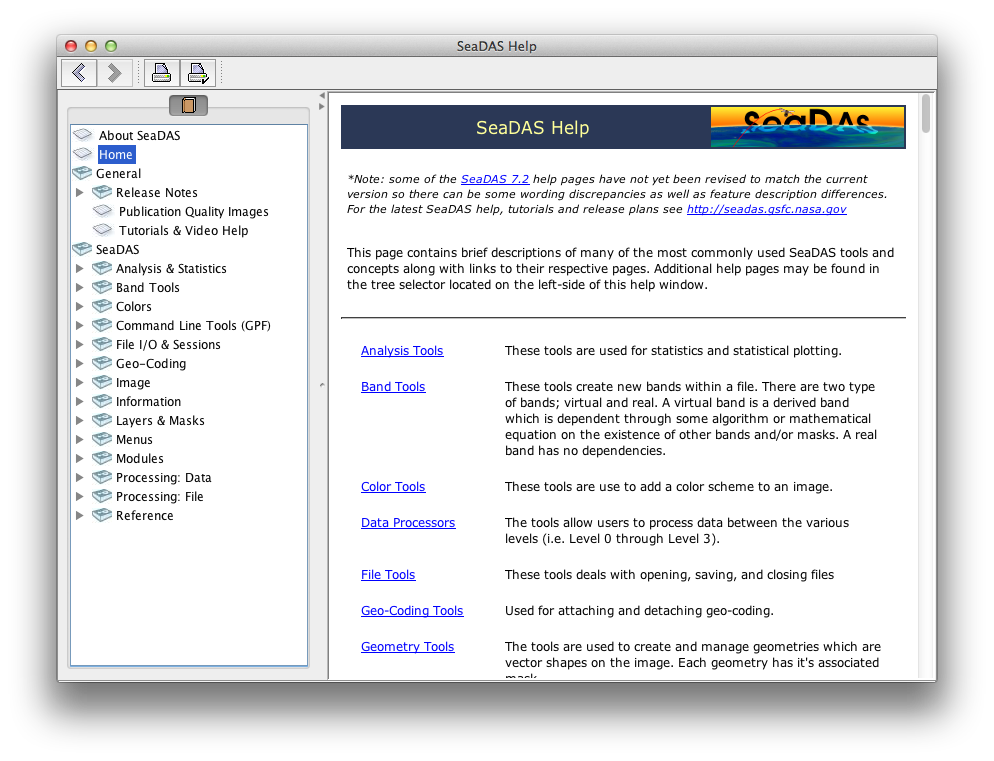 SeaDAS Help
About SeaDAS
Home
General
Release Notes
Publication Quality Images
Tutorials & Video Help
SeaDAS
Analysis & Statistics
Band Tools
Colors
Command Line Tools (GPF)
File I/O & Sessions
Geo-Coding
Image
Information
Layers & Masks
Menus
Modules
Processing: Data
Processing: File
Reference
SeaDAS Help
SeaDAS
*Note: some of the SeaDAS 7.2 help pages have not yet been revised to match the current
version so there can be some wording discrepancies as well as feature description differences.
For the latest SeaDAS help, tutorials and release plans see http://seadas.gsfc.nasa.gov
This page contains brief descriptions of many of the most commonly used SeaDAS tools and
concepts along with links to their respective pages. Additional help pages may be found in
the tree selector located on the left-side of this help window.
Analysis Tools These tools are used for statistics and statistical plotting.
Band Tools These tools create new bands within a file. There are two type
of bands; virtual and real. A virtual band is a derived band
which is dependent through some algorithm or mathematical
equation on the existence of other bands and/or masks. A real
band has no dependencies.
Color Tools These tools are use to add a color scheme to an image.
Data Processors The tools allow users to process data between the various
levels (i.e. Level 0 through Level 3).
File Tools These tools deals with opening, saving, and closing files
Geo-Coding Tools Used for attaching and detaching geo-coding.
Geometry Tools The tools are used to create and manage geometries which are
vector shapes on the image. Each geometry has it's associated
mask